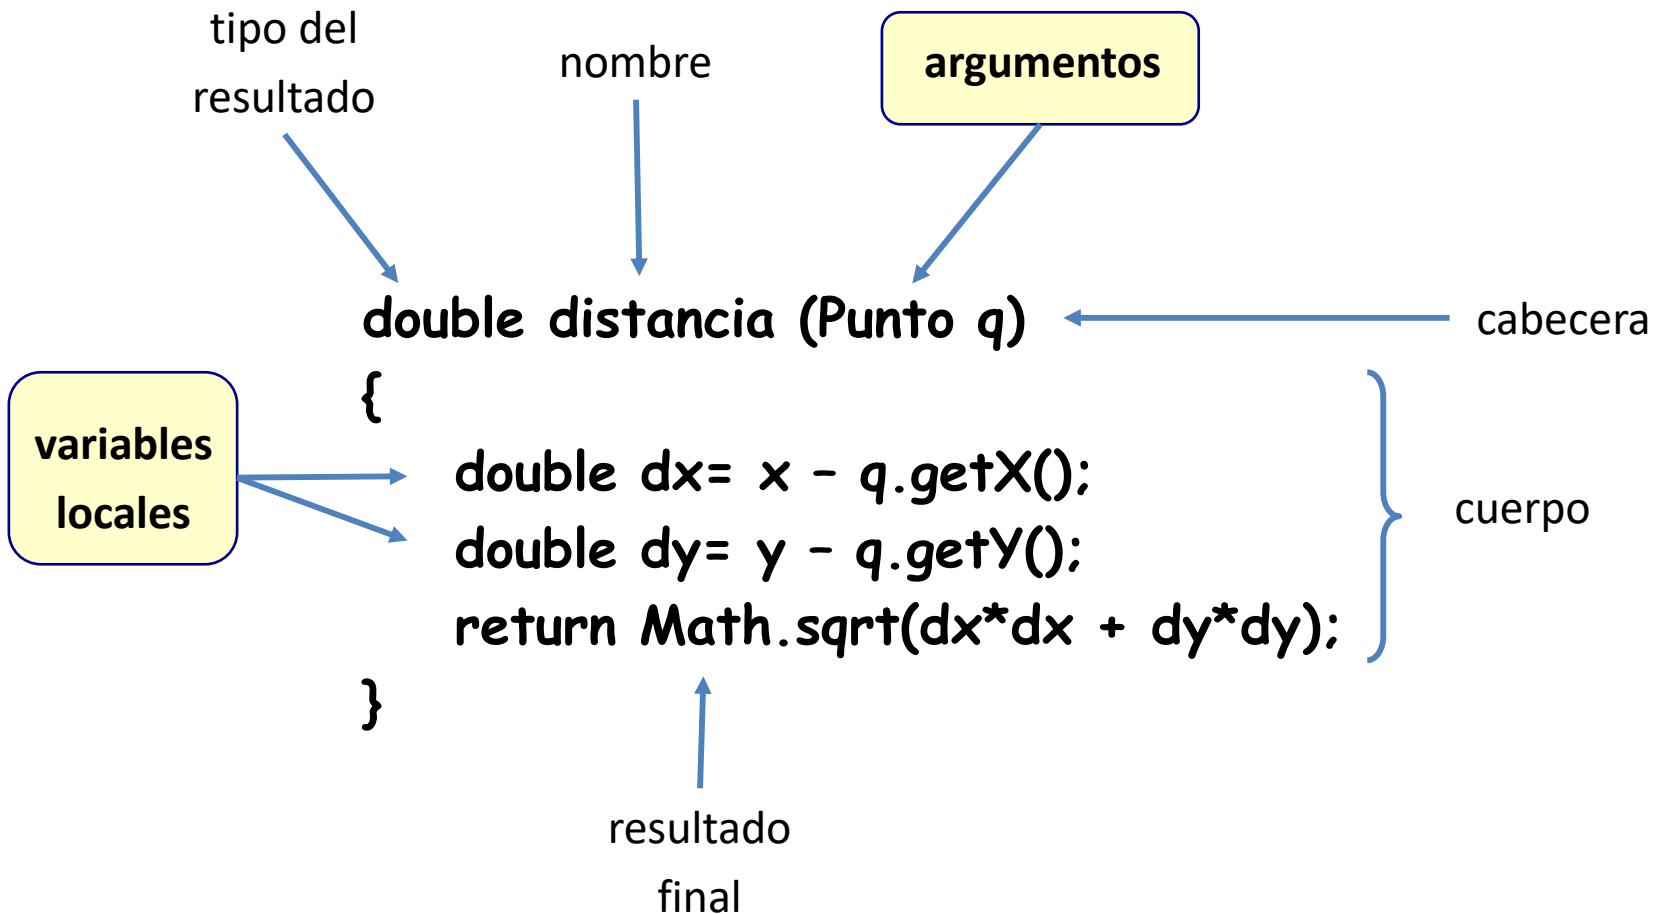 tipo del
resultado
nombre
argumentos
double distancia (Punto q)
cabecera
{
variables
locales
double dx= x – q.getX();
double dy= y – q.getY();
return Math.sqrt(dx*dx + dy*dy);
cuerpo
}
resultado
final